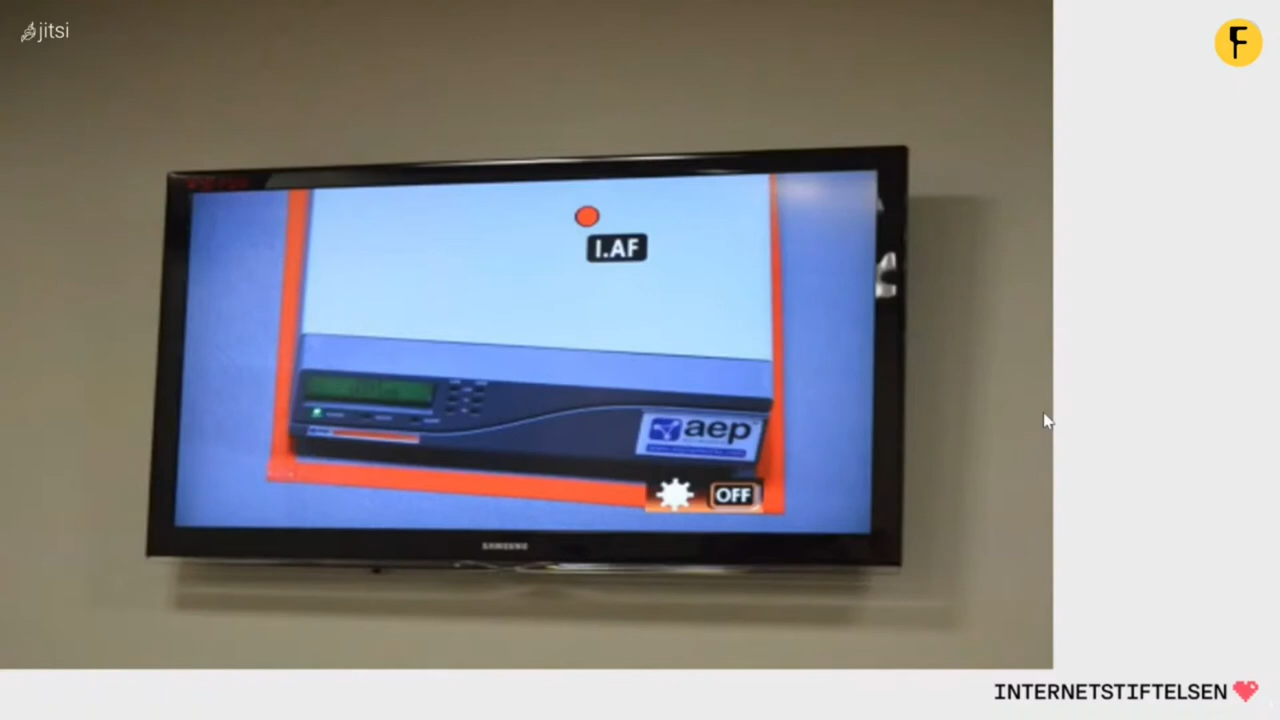 jitsi
F
I.AF
aep
OFF
SAMSUNG
INTERNETSTIFTELSEN